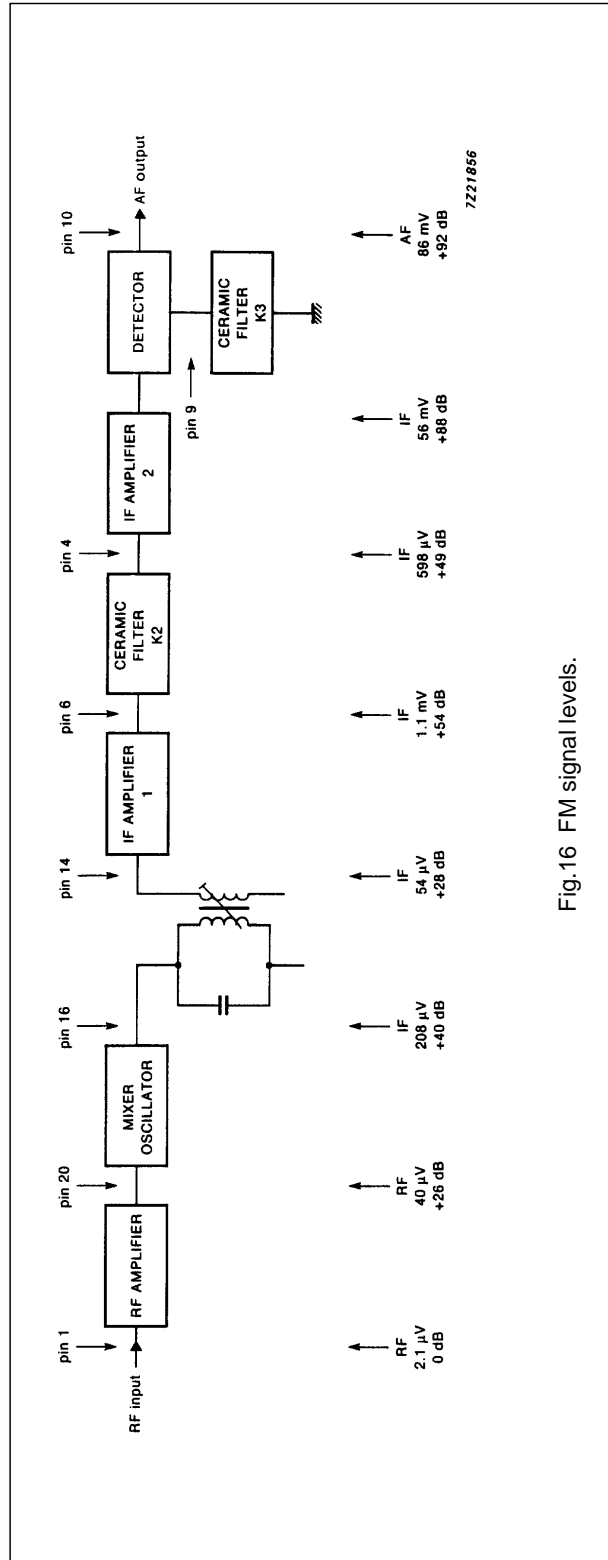 pin 1
pin 20
pin 16
pin 14
pin 6
pin 4
pin 10
RF input
RF AMPLIFIER
MIXER
OSCILLATOR
IF AMPLIFIER
1
CERAMIC
FILTER
K2
IF AMPLIFIER
2
DETECTOR
AF output
pin 9
CERAMIC
FILTER
K3
RF
2.1 µV
0 dB
RF
40 µV
+26 dB
IF
208 µV
+40 dB
IF
54 µV
+28 dB
IF
1.1 mV
+54 dB
IF
598 µV
+49 dB
IF
56 mV
+88 dB
AF
86 mV
+92 dB
7Z21856
Fig.16 FM signal levels.